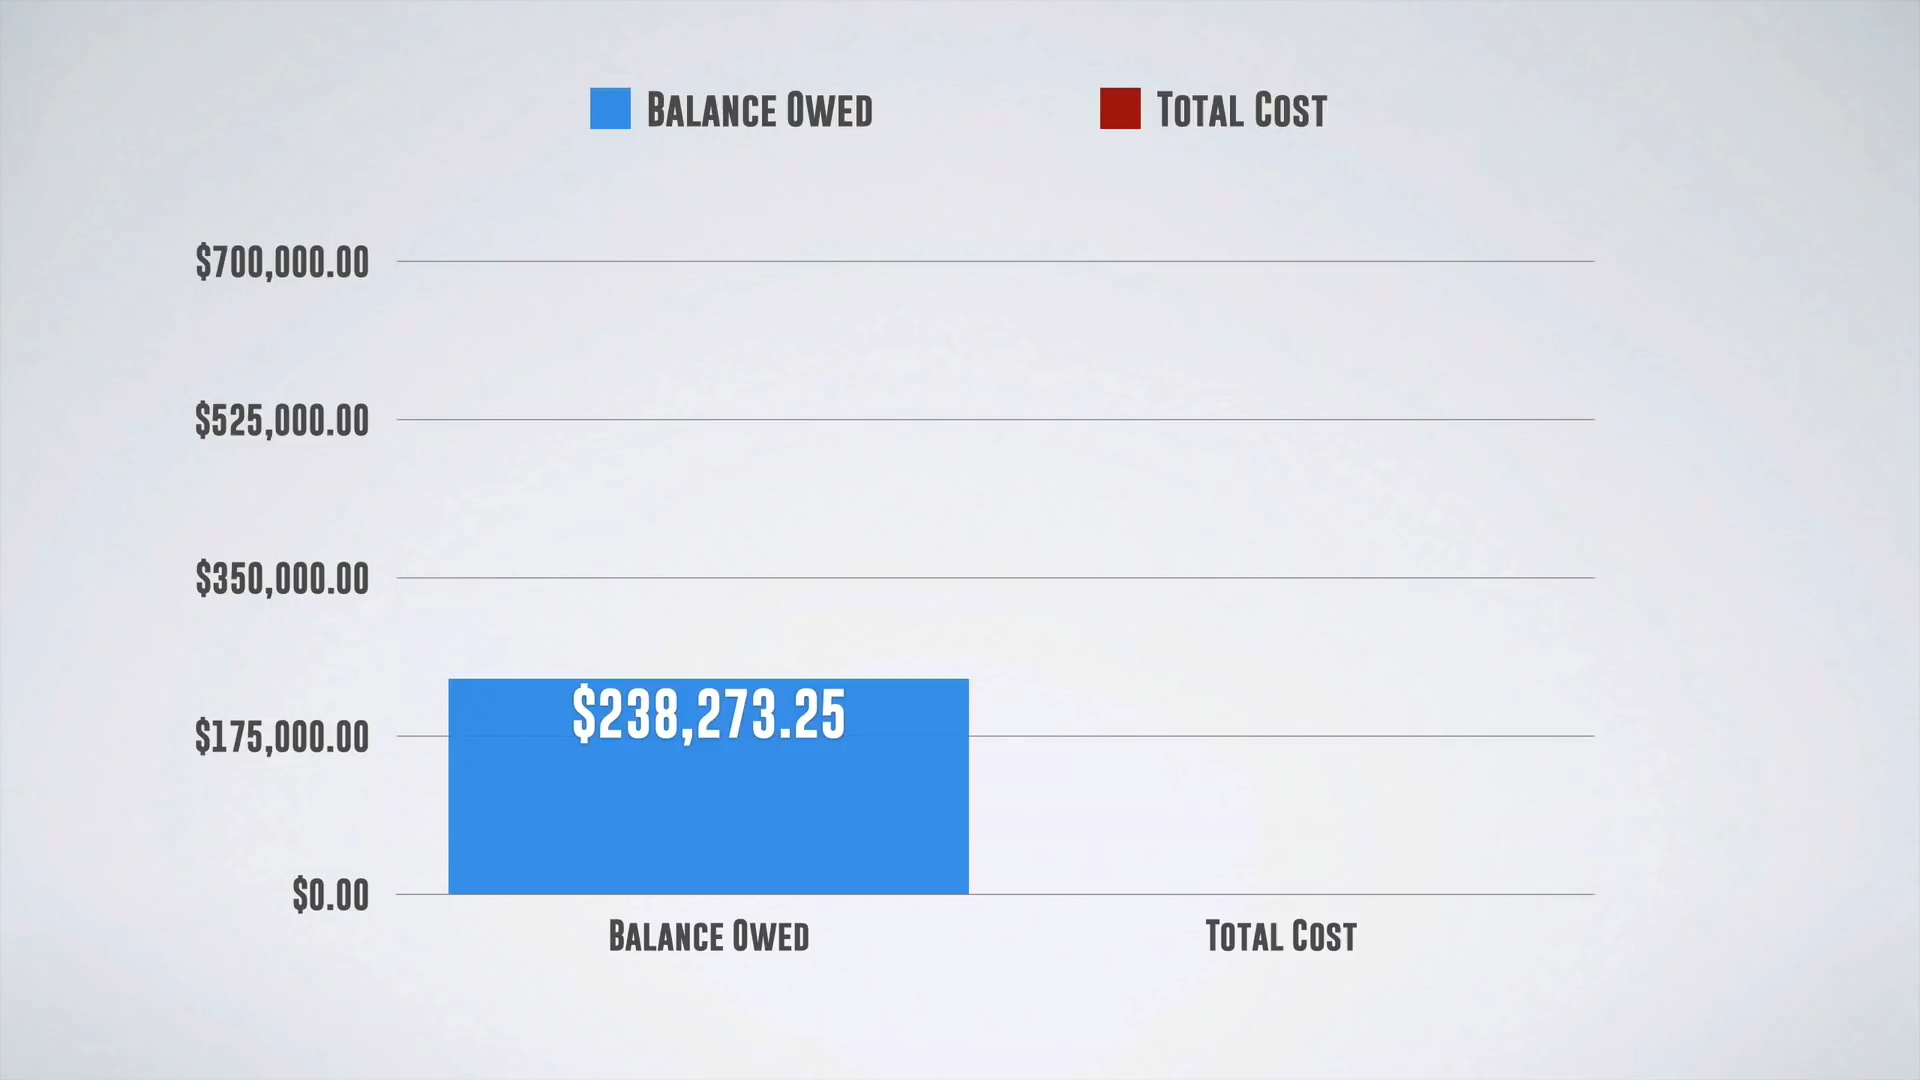 Balance Owed
Total Cost
$700,000.00
$525,000.00
$350,000.00
$238,273.25
$175,000.00
$0.00
Balance Owed
Total Cost